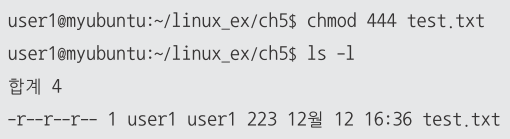 user1@myubuntu:~/linux_ex/ch5$ chmod 444 test.txt
user1@myubuntu:~/linux_ex/ch5$ ls -l
합계 4
-r--r--r-- 1 user1 user1 223 12월 12 16:36 test.txt